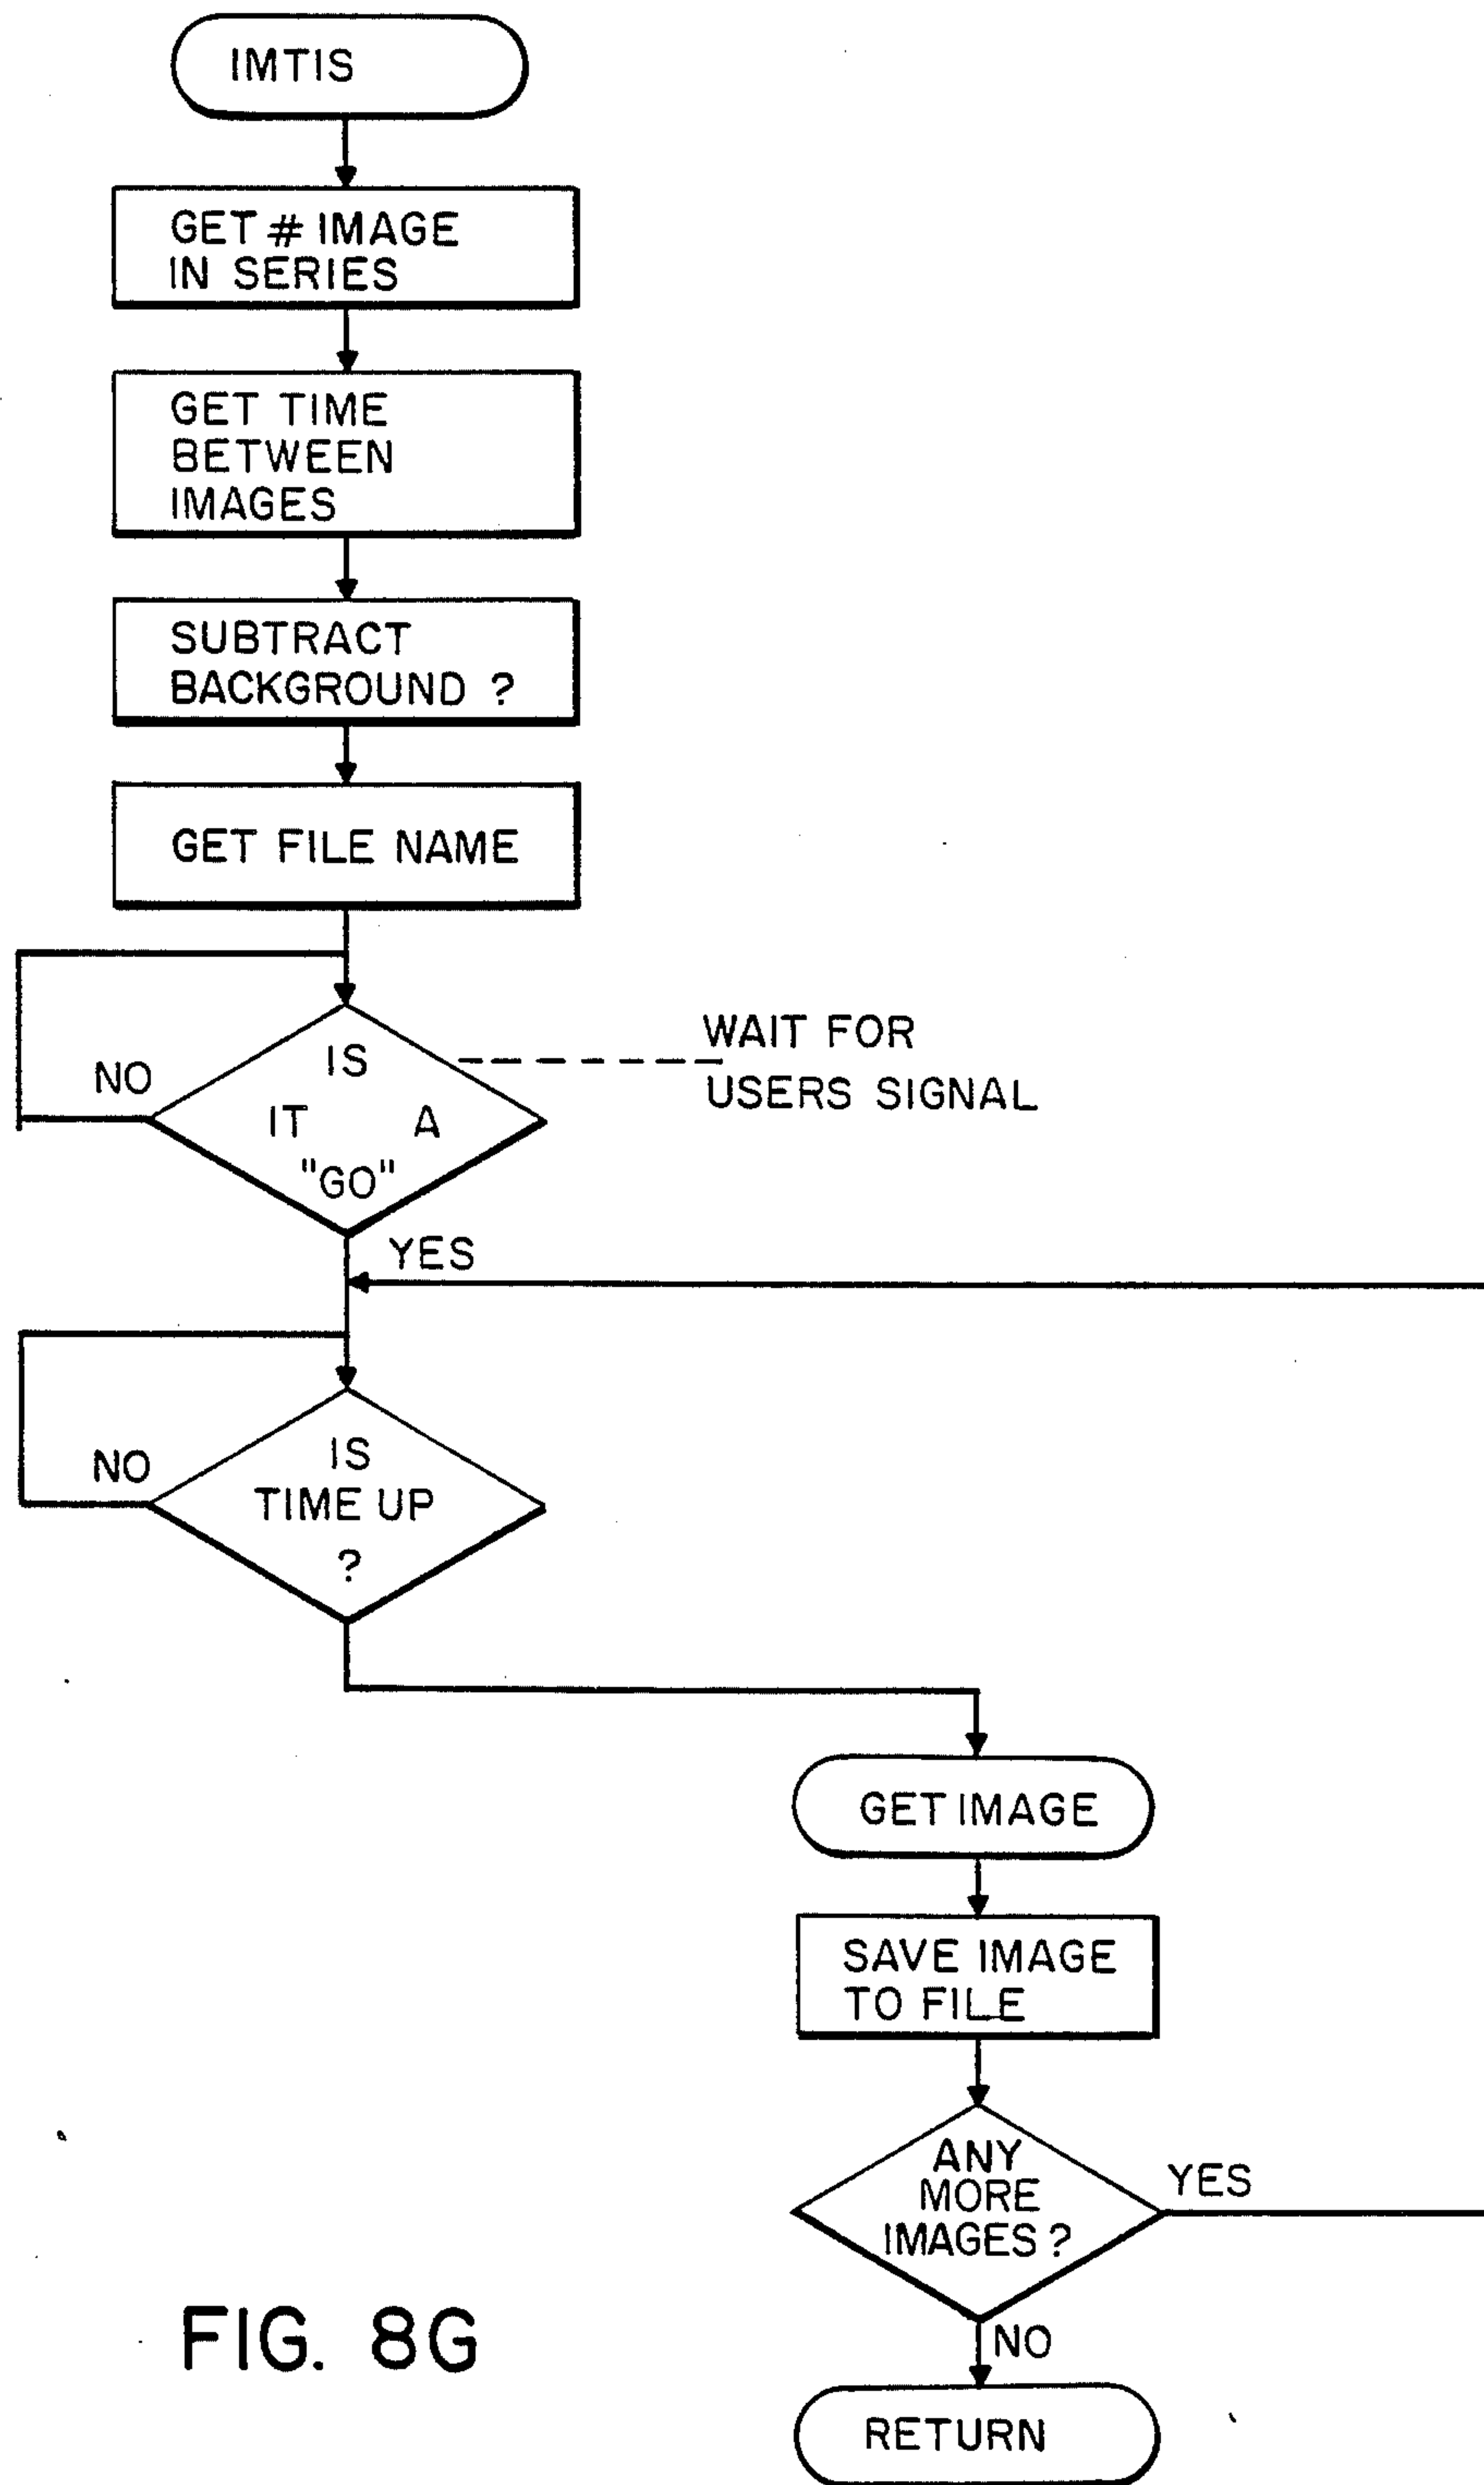 IMTIS
GET # IMAGE
IN SERIES
GET TIME
BETWEEN
IMAGES
SUBTRACT
BACKGROUND ?
GET FILE NAME
IS
IT A
"GO"
NO
WAIT FOR
USERS SIGNAL
YES
IS
TIME UP
?
NO
GET IMAGE
SAVE IMAGE
TO FILE
ANY
MORE
IMAGES ?
YES
NO
RETURN
FIG. 8G